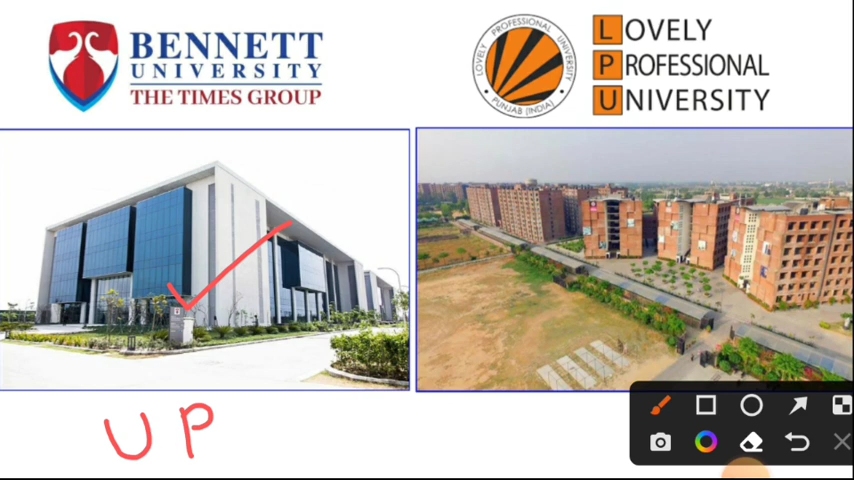 BENNETT
UNIVERSITY
THE TIMES GROUP
LOVELY PROFESSIONAL UNIVERSITY
PUNJAB (INDIA)
LOVELY
PROFESSIONAL
UNIVERSITY
UP